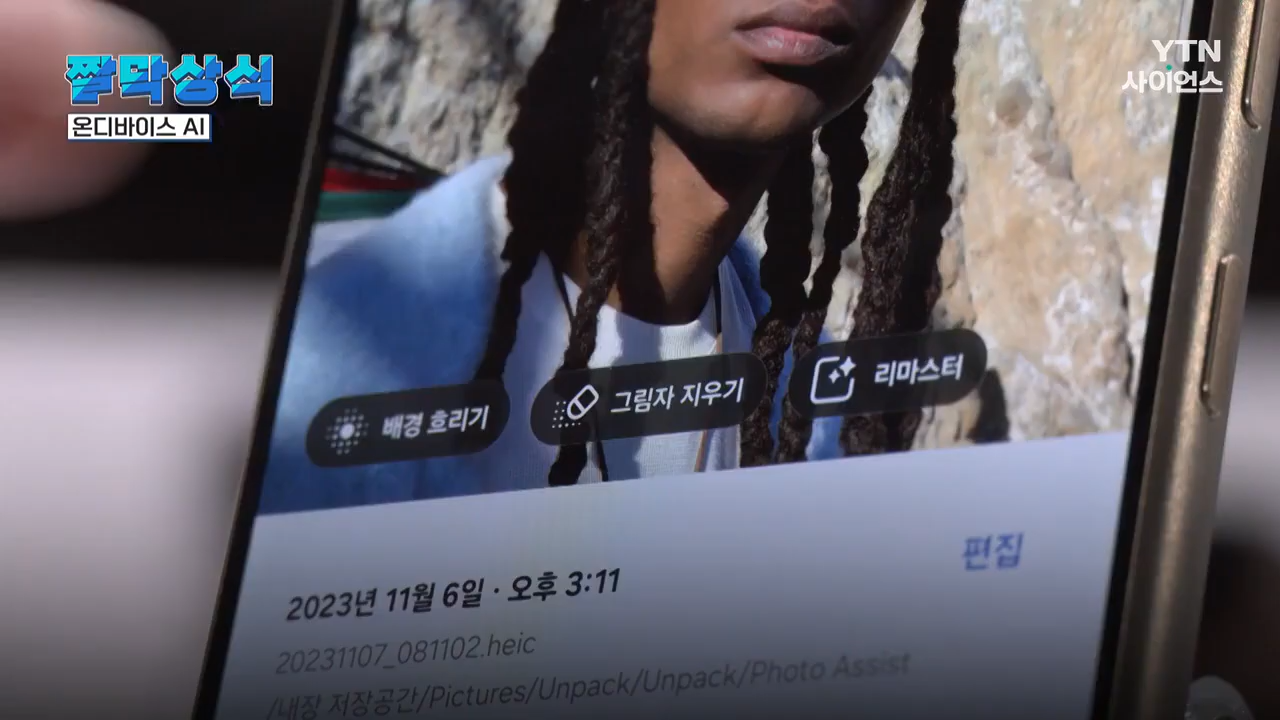 짤막상식
온디바이스 AI
YTN
사이언스
배경 흐리기
그림자 지우기
리마스터
편집
2023년 11월 6일 · 오후 3:11
20231107_081102.heic
/내장 저장공간/Pictures/Unpack/Unpack/Photo Assist